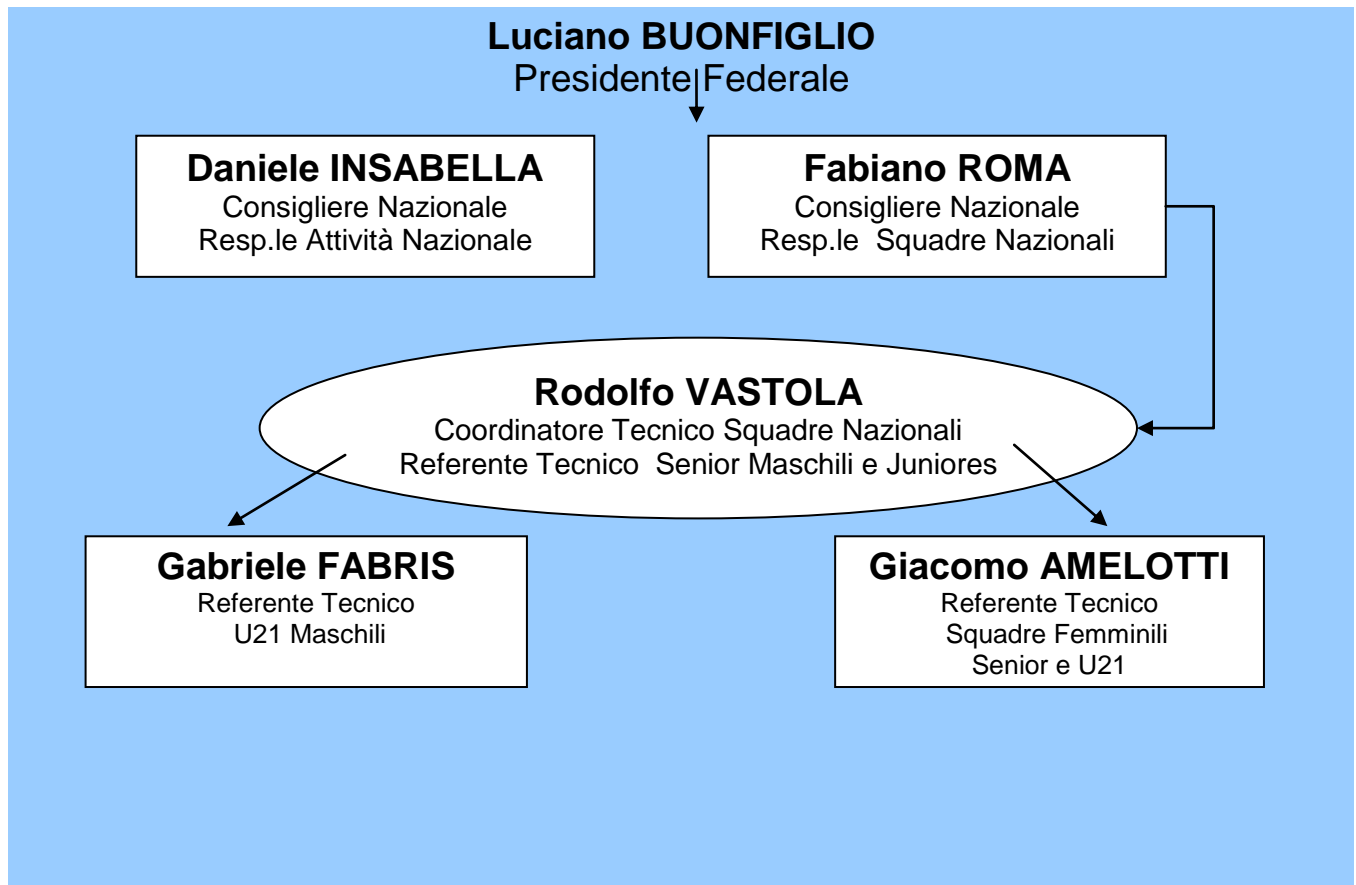 Luciano BUONFIGLIO
Presidente Federale
Daniele INSABELLA
Consigliere Nazionale
Resp.le Attività Nazionale
Fabiano ROMA
Consigliere Nazionale
Resp.le Squadre Nazionali
Rodolfo VASTOLA
Coordinatore Tecnico Squadre Nazionali
Referente Tecnico Senior Maschili e Juniores
Gabriele FABRIS
Referente Tecnico
U21 Maschili
Giacomo AMELOTTI
Referente Tecnico
Squadre Femminili
Senior e U21